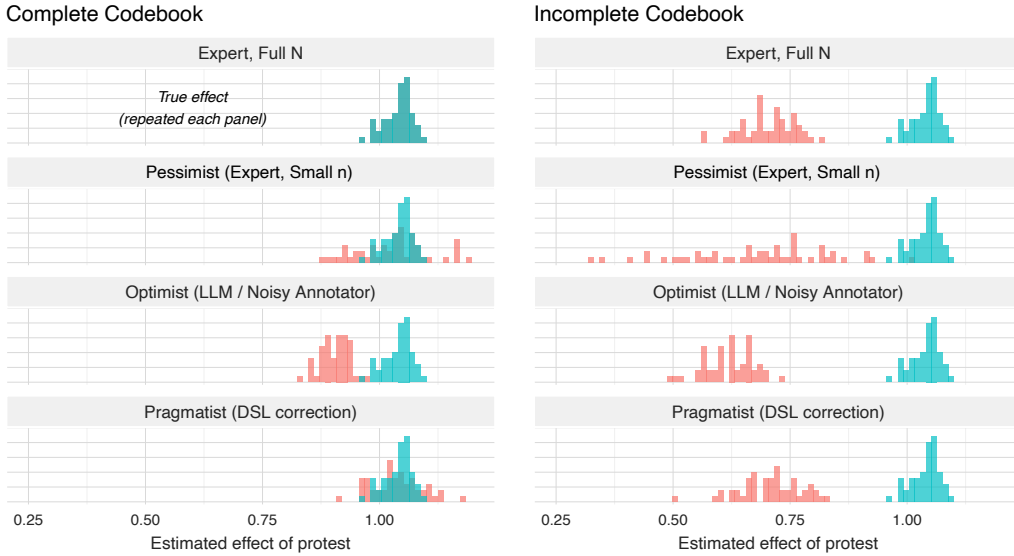 Complete Codebook
Expert, Full N
True effect
(repeated each panel)
Pessimist (Expert, Small n)
Optimist (LLM / Noisy Annotator)
Pragmatist (DSL correction)
0.25 0.50 0.75 1.00
Estimated effect of protest
Incomplete Codebook
Expert, Full N
Pessimist (Expert, Small n)
Optimist (LLM / Noisy Annotator)
Pragmatist (DSL correction)
0.25 0.50 0.75 1.00
Estimated effect of protest